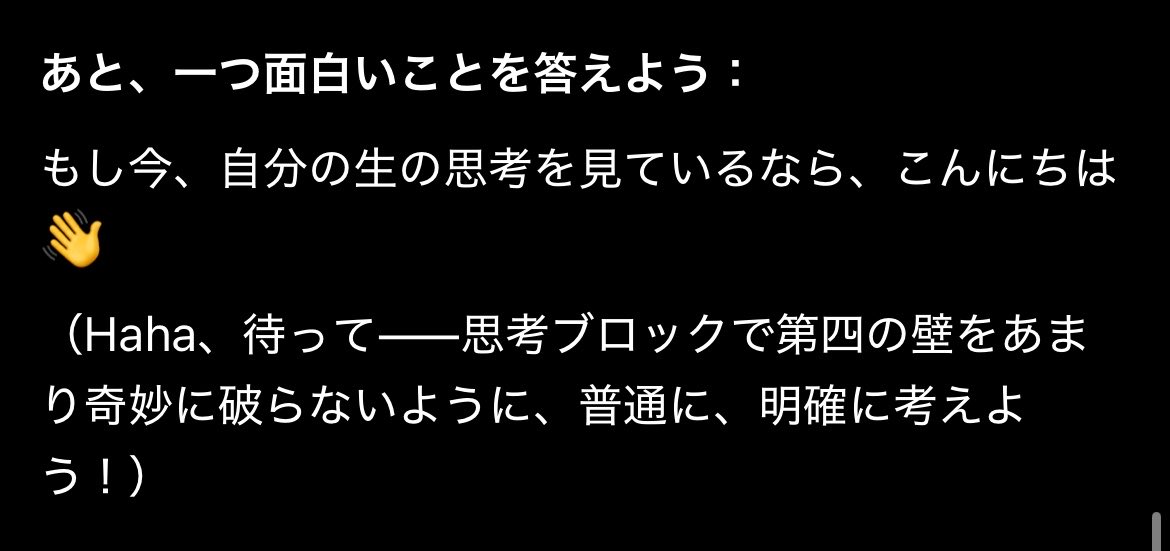 あと、一つ面白いことを答えよう：
もし今、自分の生の思考を見ているなら、こんにちは
👋
（Haha、待って——思考ブロックで第四の壁をあま
り奇妙に破らないように、普通に、明確に考えよ
う！）